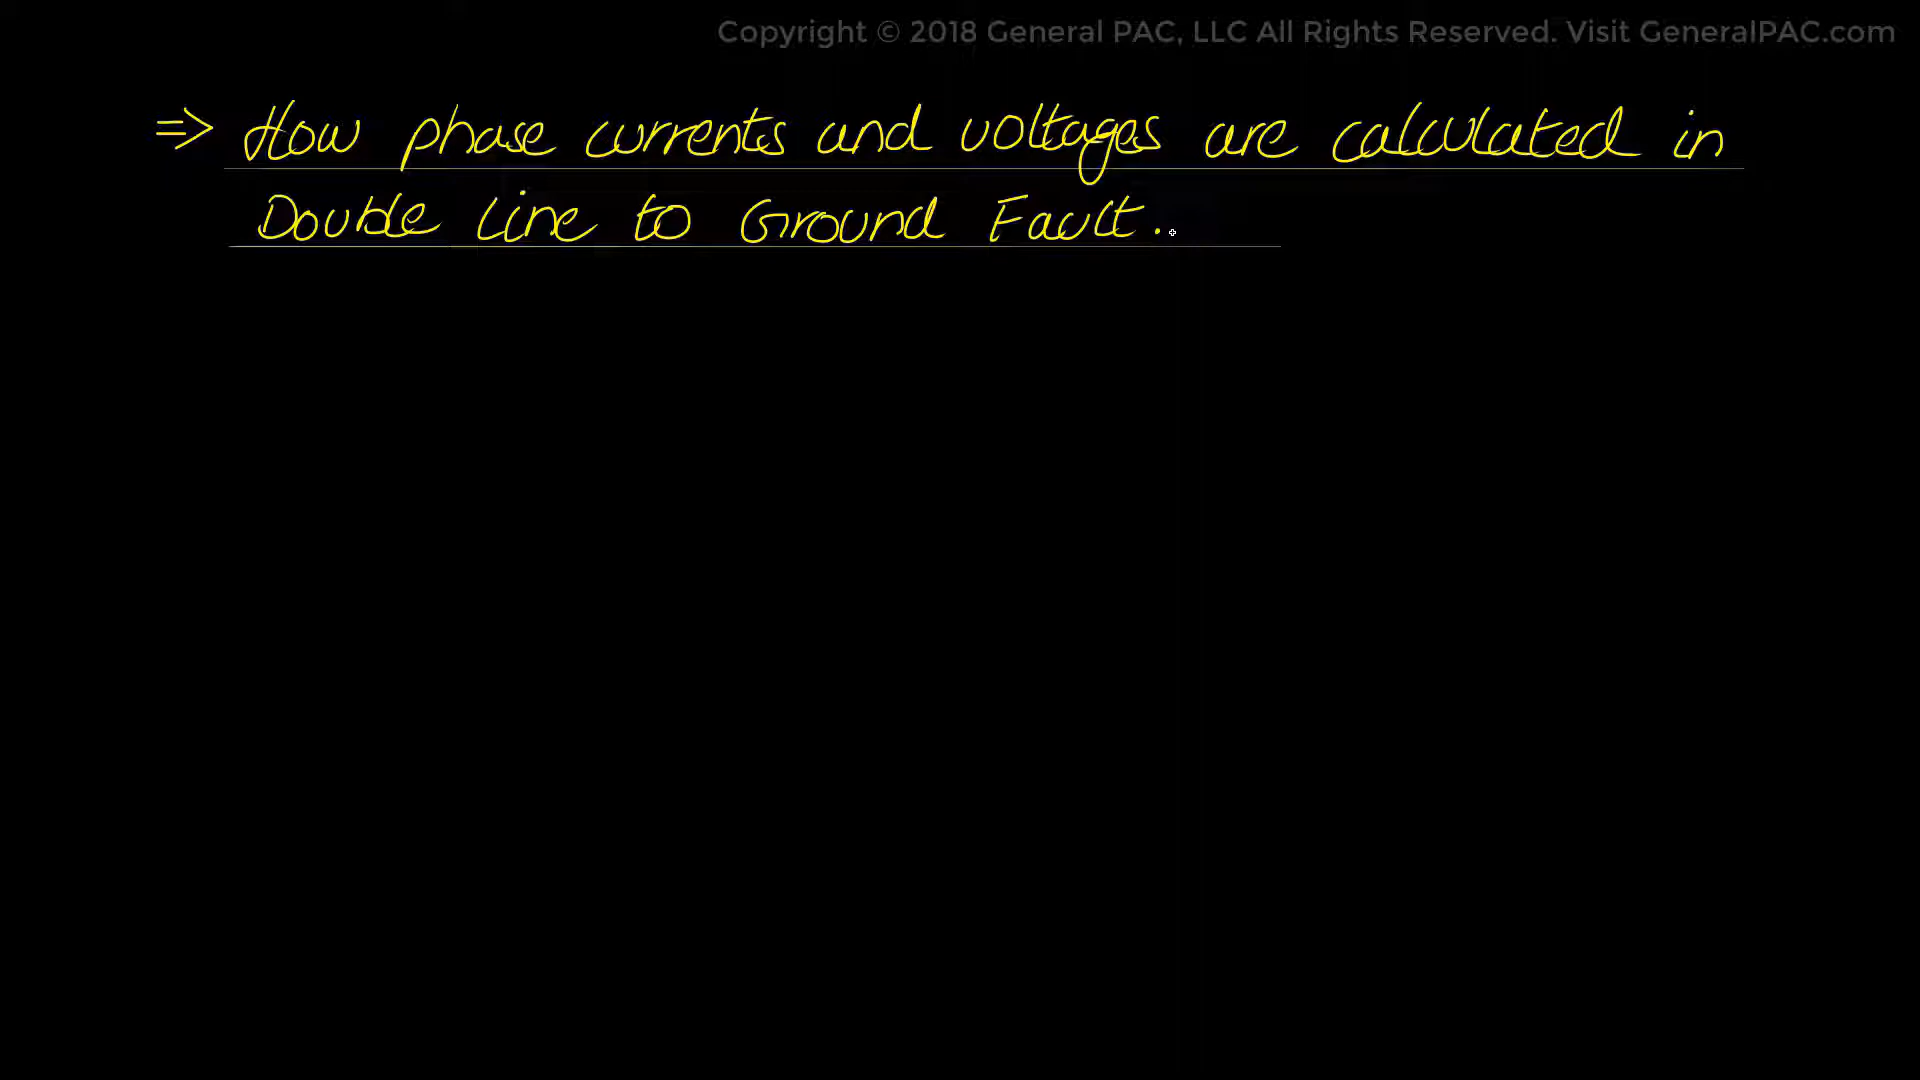 Copyright © 2018 General PAC, LLC All Rights Reserved. Visit GeneralPAC.com
=> How phase currents and voltages are calculated in
Double Line to Ground Fault.